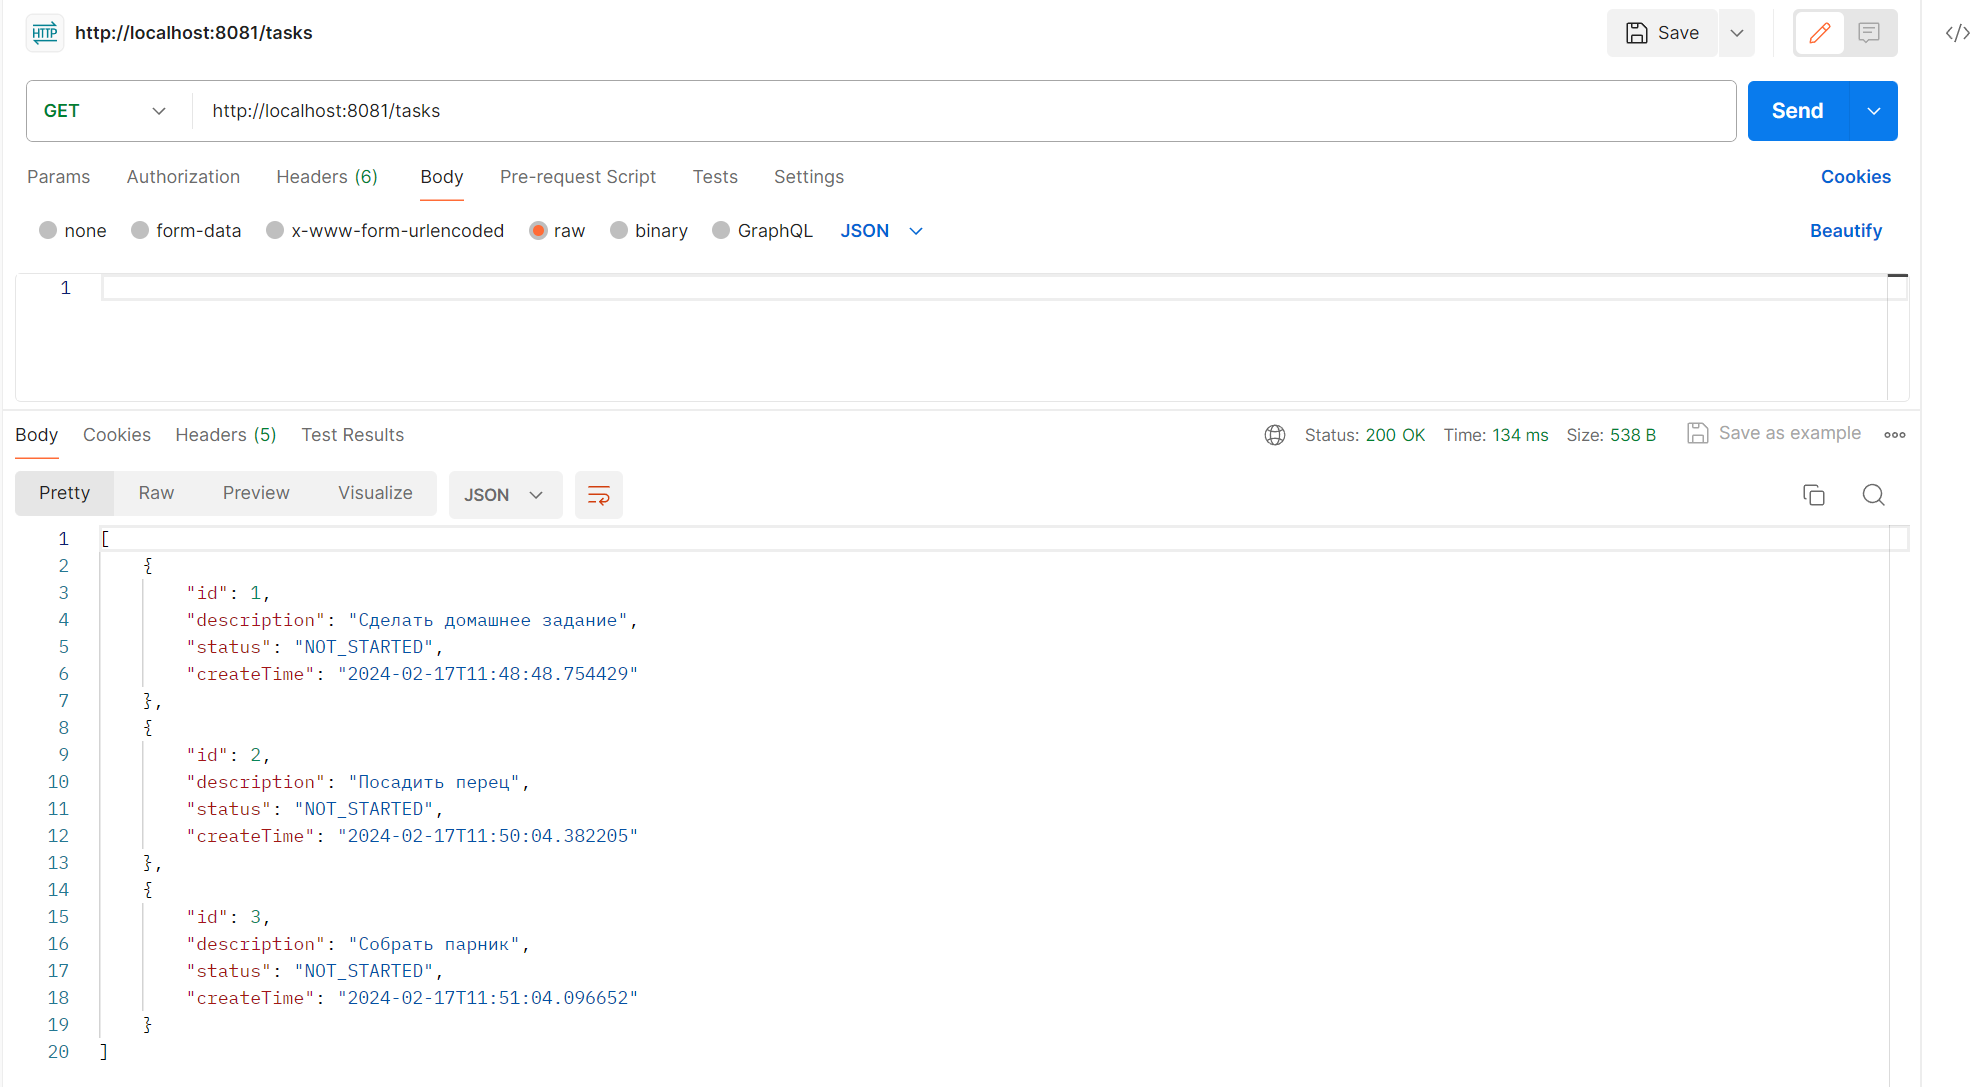 HTTP http://localhost:8081/tasks Save
GET http://localhost:8081/tasks Send
Params Authorization Headers (6) Body Pre-request Script Tests Settings Cookies
none form-data x-www-form-urlencoded raw binary GraphQL JSON Beautify
1
Body Cookies Headers (5) Test Results Status: 200 OK Time: 134 ms Size: 538 B Save as example
Pretty Raw Preview Visualize JSON
1 [
2 {
3 "id": 1,
4 "description": "Сделать домашнее задание",
5 "status": "NOT_STARTED",
6 "createTime": "2024-02-17T11:48:48.754429"
7 },
8 {
9 "id": 2,
10 "description": "Посадить перец",
11 "status": "NOT_STARTED",
12 "createTime": "2024-02-17T11:50:04.382205"
13 },
14 {
15 "id": 3,
16 "description": "Собрать парник",
17 "status": "NOT_STARTED",
18 "createTime": "2024-02-17T11:51:04.096652"
19 }
20 ]